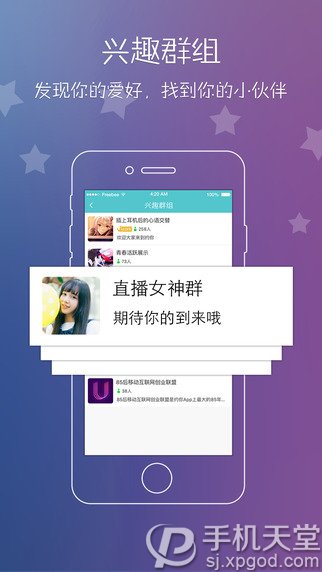 兴趣群组
发现你的爱好，找到你的小伙伴
Freebee 4:20 AM 100%
兴趣群组
插上耳机后的心语交替
258人
欢迎大家来到约你
青春活跃展示
73人
直播女神群
期待你的到来哦
85后移动互联网创业联盟
38人
85后移动互联网创业联盟是约你App上最大的85年...
手机天堂
sj.xpgod.com